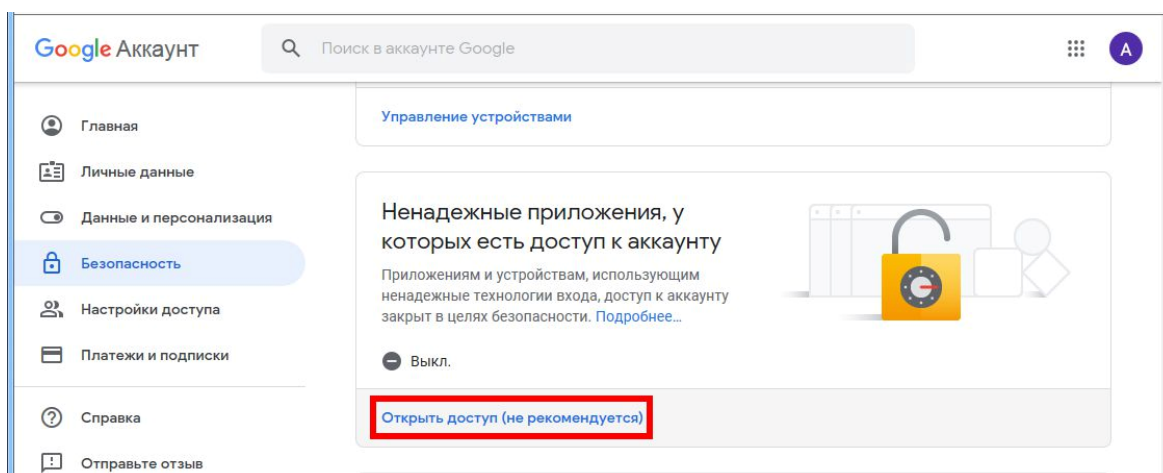 Google Аккаунт
Поиск в аккаунте Google
A
Главная
Личные данные
Данные и персонализация
Безопасность
Настройки доступа
Платежи и подписки
Справка
Отправьте отзыв
Управление устройствами
Ненадежные приложения, у
которых есть доступ к аккаунту
Приложениям и устройствам, использующим
ненадежные технологии входа, доступ к аккаунту
закрыт в целях безопасности. Подробнее…
Выкл.
Открыть доступ (не рекомендуется)